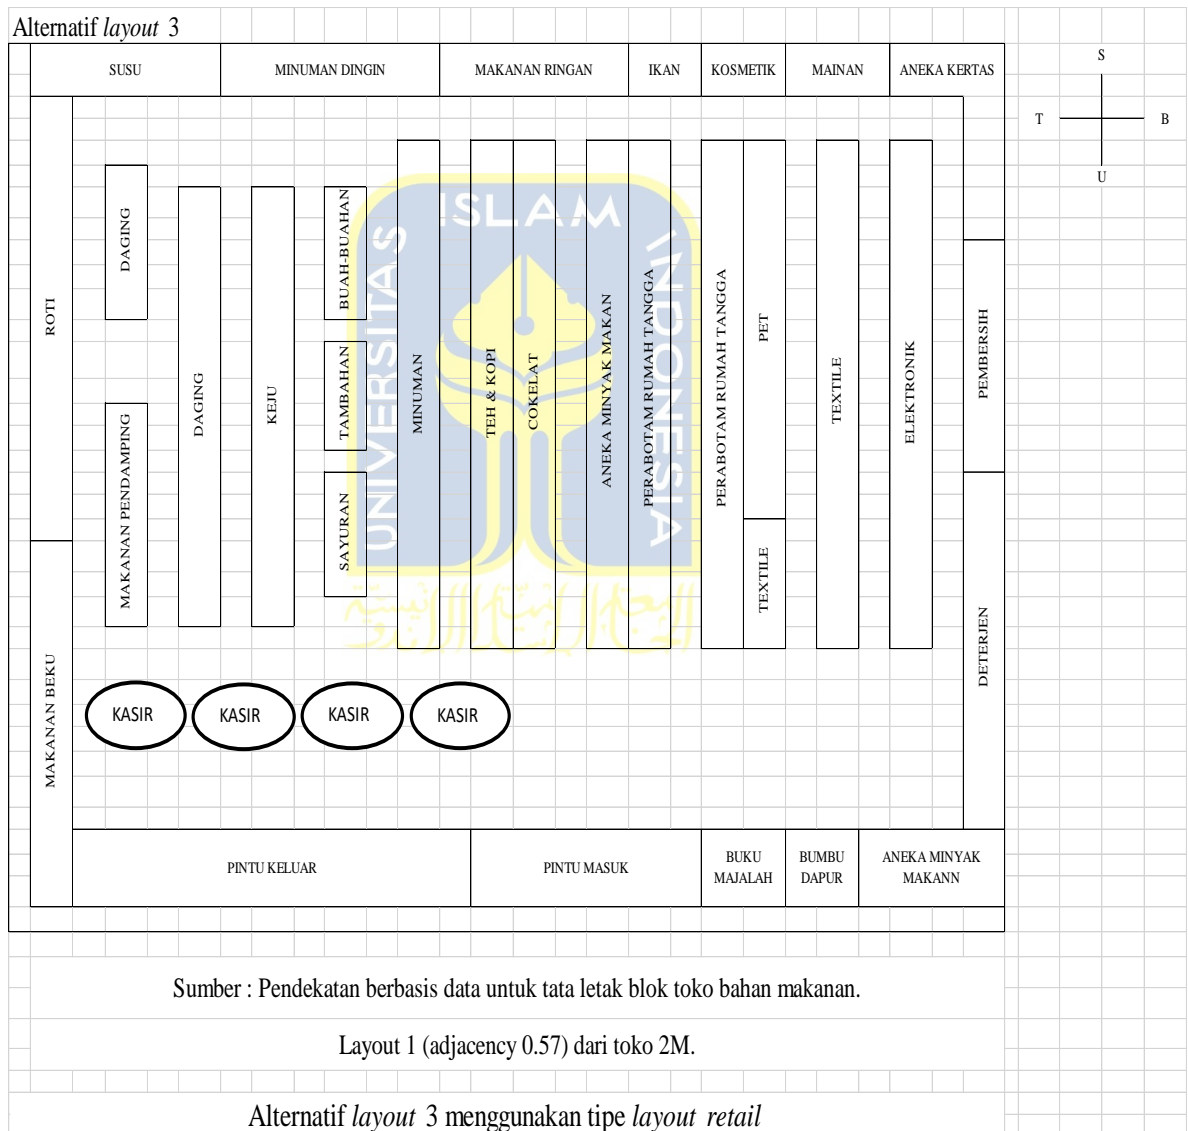 Alternatif layout 3
SUSU
MINUMAN DINGIN
MAKANAN RINGAN
IKAN
KOSMETIK
MAINAN
ANEKA KERTAS
S
T
B
U
ROTI
MAKANAN BEKU
DAGING
MAKANAN PENDAMPING
DAGING
KEJU
BUAH-BUAHAN
TAMBAHAN
SAYURAN
MINUMAN
TEH & KOPI
COKELAT
ANEKA MINYAK MAKAN
PERABOTAM RUMAH TANGGA
PERABOTAM RUMAH TANGGA
PET
TEXTILE
TEXTILE
ELEKTRONIK
PEMBERSIH
DETERJEN
UNIVERSITAS
ISLAM
INDONESIA
KASIR
KASIR
KASIR
KASIR
PINTU KELUAR
PINTU MASUK
BUKU
MAJALAH
BUMBU
DAPUR
ANEKA MINYAK
MAKANN
Sumber : Pendekatan berbasis data untuk tata letak blok toko bahan makanan.
Layout 1 (adjacency 0.57) dari toko 2M.
Alternatif layout 3 menggunakan tipe layout retail